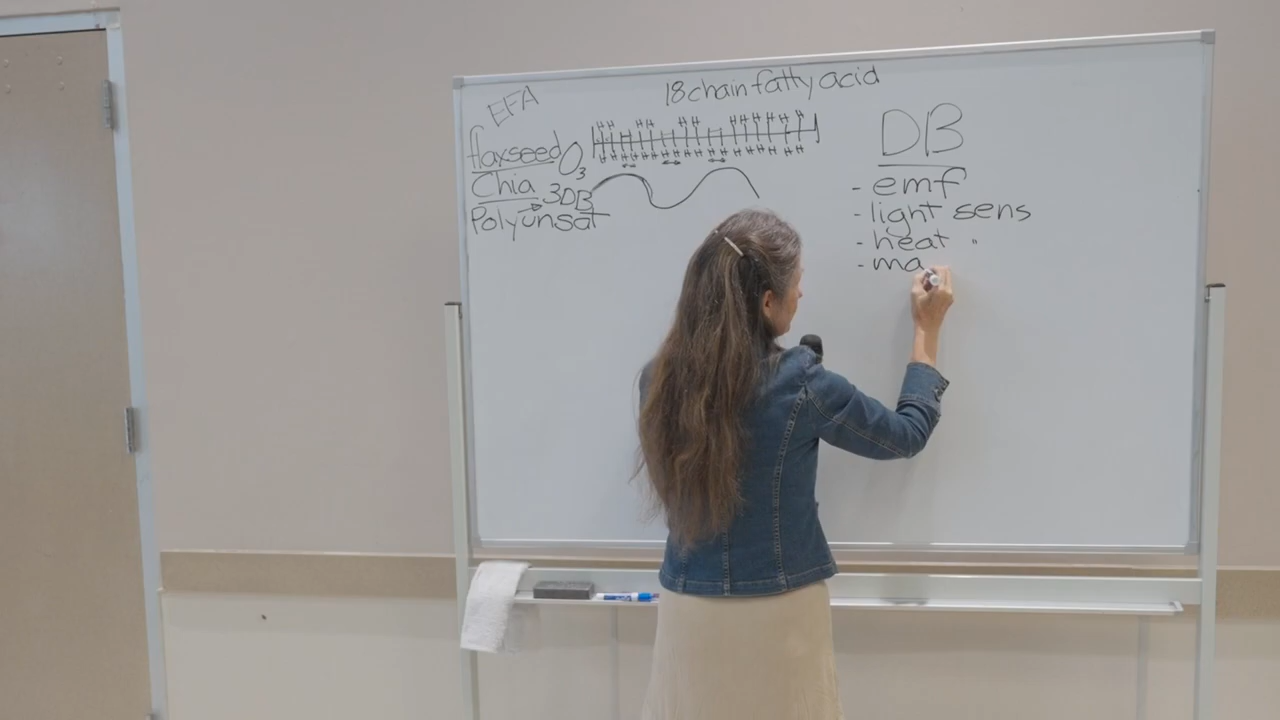 EFA
18 chain fatty acid
flaxseed O3
Chia → 3DB
Polyunsat
DB
- emf
- light sens
- heat "
- ma